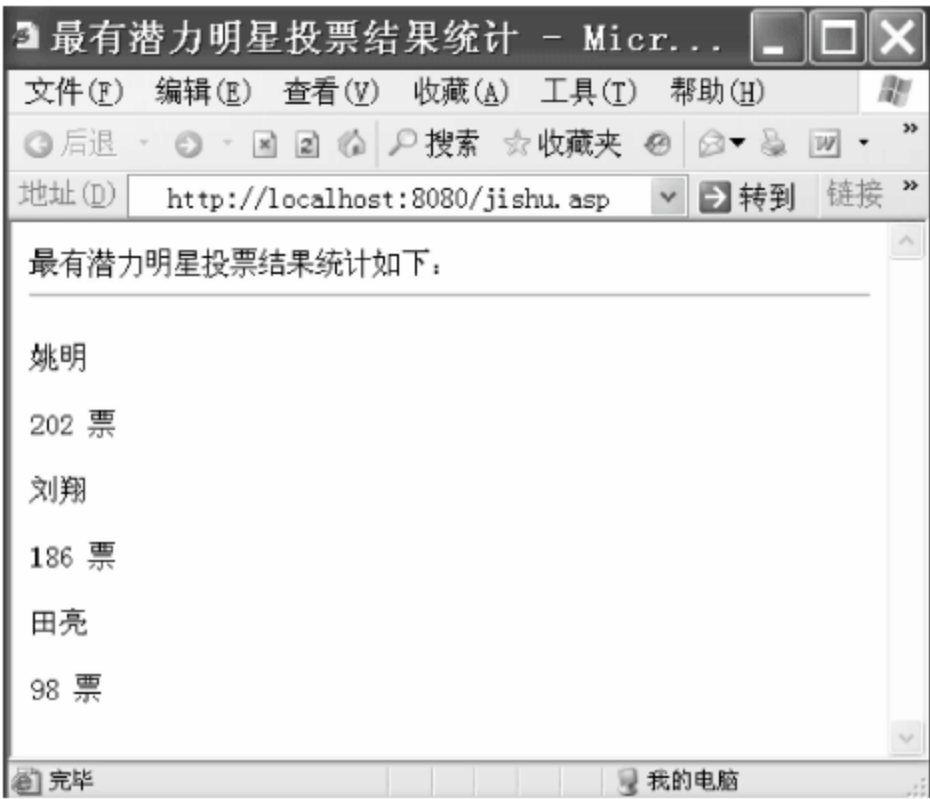 最有潜力明星投票结果统计 - Micr...
文件(F) 编辑(E) 查看(V) 收藏(A) 工具(T) 帮助(H)
后退 搜索 收藏夹 »
地址(D) http://localhost:8080/jishu.asp 转到 链接 »
最有潜力明星投票结果统计如下：
姚明
202 票
刘翔
186 票
田亮
98 票
完毕 我的电脑